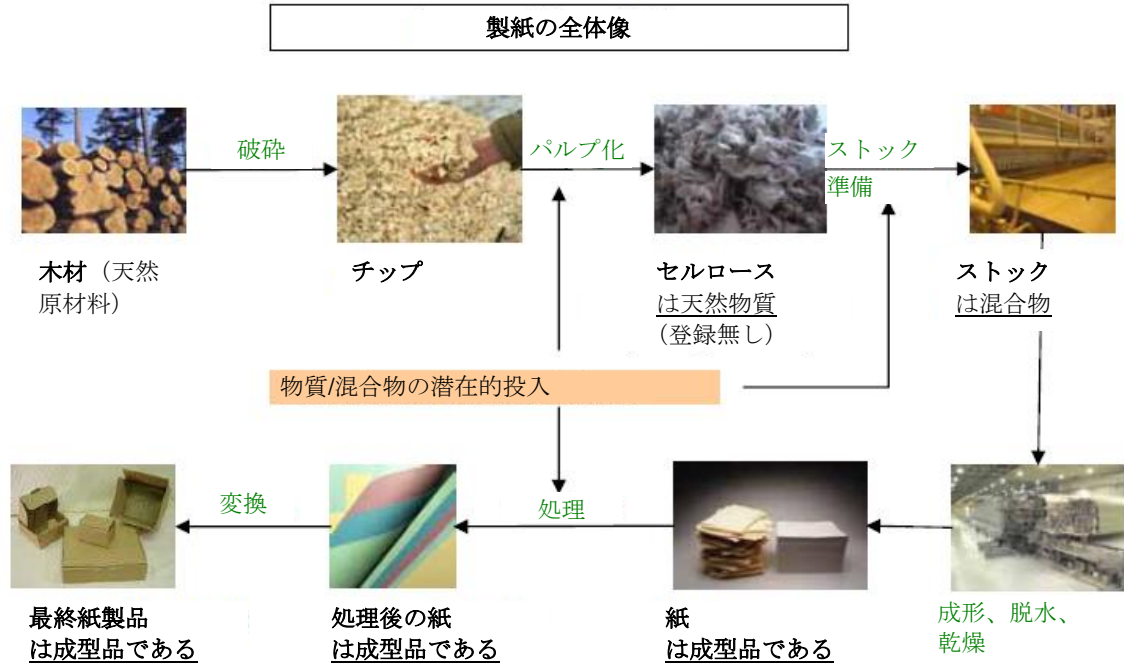 製紙の全体像
破砕
パルプ化
ストック
準備
木材（天然
原材料）
チップ
セルロース
は天然物質
（登録無し）
ストック
は混合物
物質/混合物の潜在的投入
変換
処理
最終紙製品
は成型品である
処理後の紙
は成型品である
紙
は成型品である
成形、脱水、
乾燥